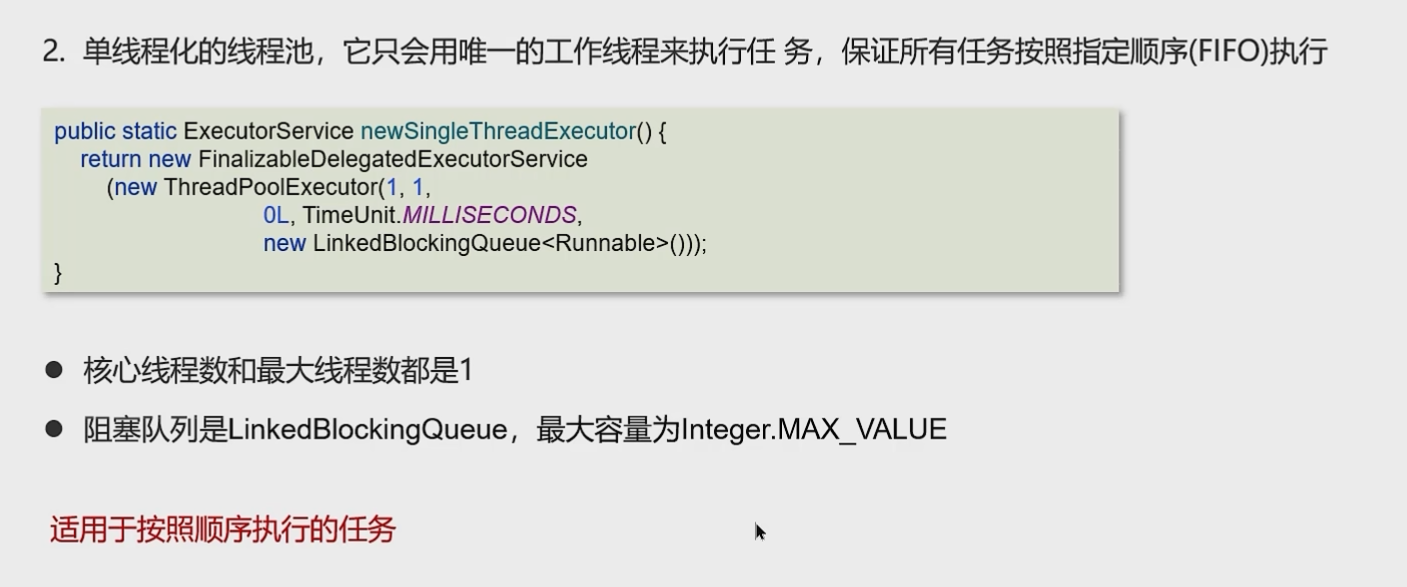 2. 单线程化的线程池，它只会用唯一的工作线程来执行任 务，保证所有任务按照指定顺序(FIFO)执行
public static ExecutorService newSingleThreadExecutor() {
return new FinalizableDelegatedExecutorService
(new ThreadPoolExecutor(1, 1,
0L, TimeUnit.MILLISECONDS,
new LinkedBlockingQueue<Runnable>()));
}
● 核心线程数和最大线程数都是1
● 阻塞队列是LinkedBlockingQueue，最大容量为Integer.MAX_VALUE
适用于按照顺序执行的任务